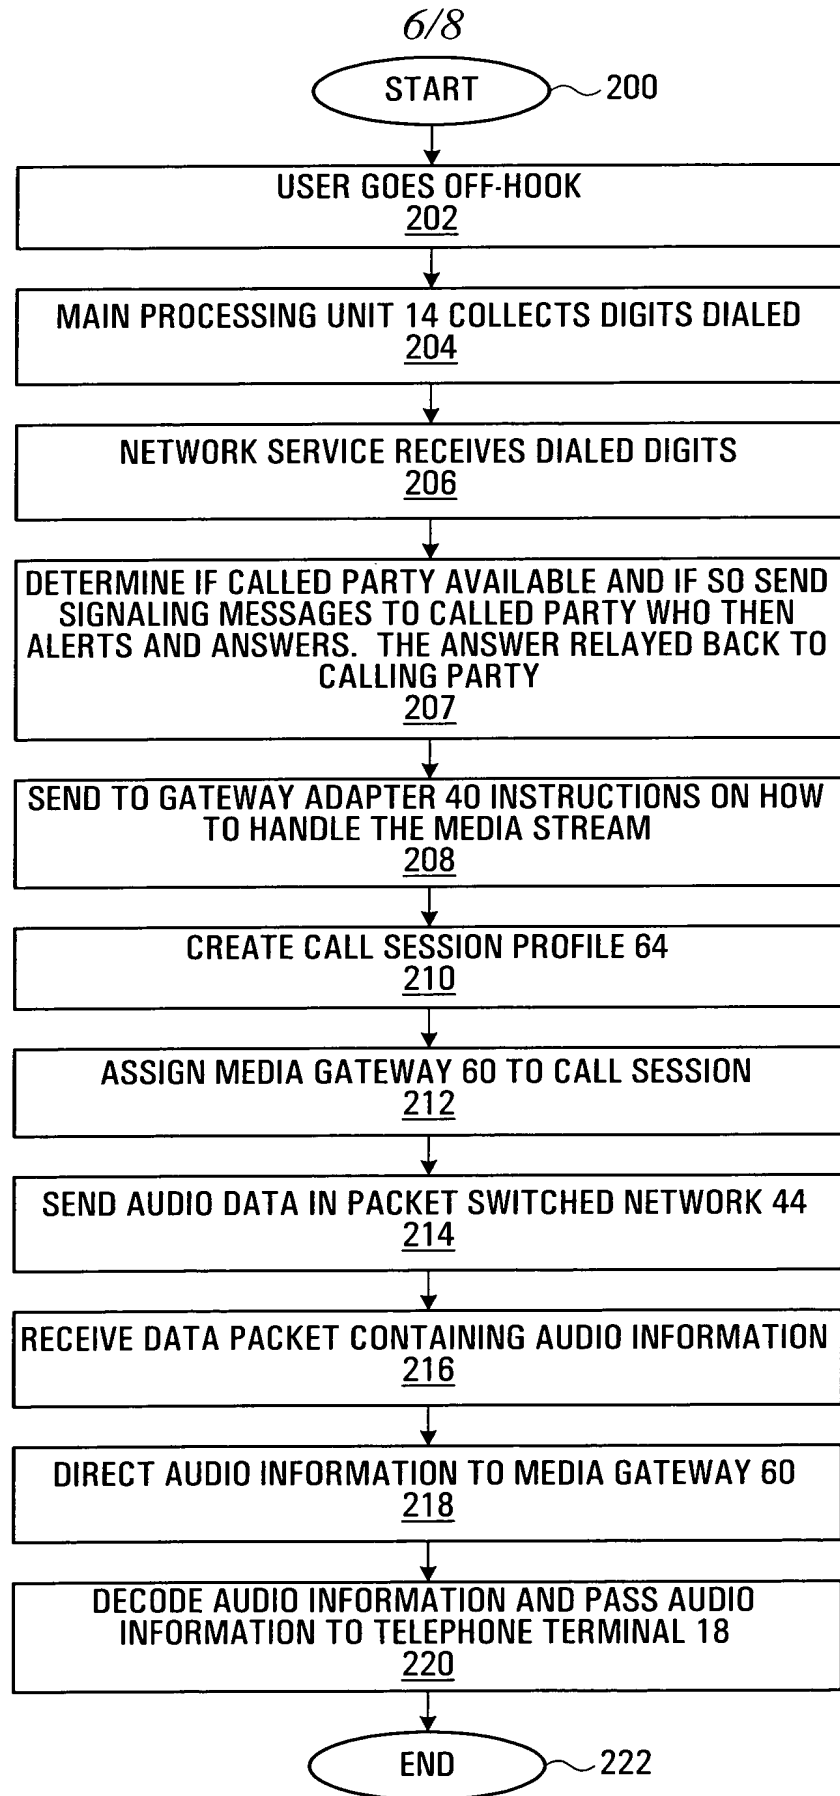 6/8
START
200
USER GOES OFF-HOOK
202
MAIN PROCESSING UNIT 14 COLLECTS DIGITS DIALED
204
NETWORK SERVICE RECEIVES DIALED DIGITS
206
DETERMINE IF CALLED PARTY AVAILABLE AND IF SO SEND
SIGNALING MESSAGES TO CALLED PARTY WHO THEN
ALERTS AND ANSWERS. THE ANSWER RELAYED BACK TO
CALLING PARTY
207
SEND TO GATEWAY ADAPTER 40 INSTRUCTIONS ON HOW
TO HANDLE THE MEDIA STREAM
208
CREATE CALL SESSION PROFILE 64
210
ASSIGN MEDIA GATEWAY 60 TO CALL SESSION
212
SEND AUDIO DATA IN PACKET SWITCHED NETWORK 44
214
RECEIVE DATA PACKET CONTAINING AUDIO INFORMATION
216
DIRECT AUDIO INFORMATION TO MEDIA GATEWAY 60
218
DECODE AUDIO INFORMATION AND PASS AUDIO
INFORMATION TO TELEPHONE TERMINAL 18
220
END
222